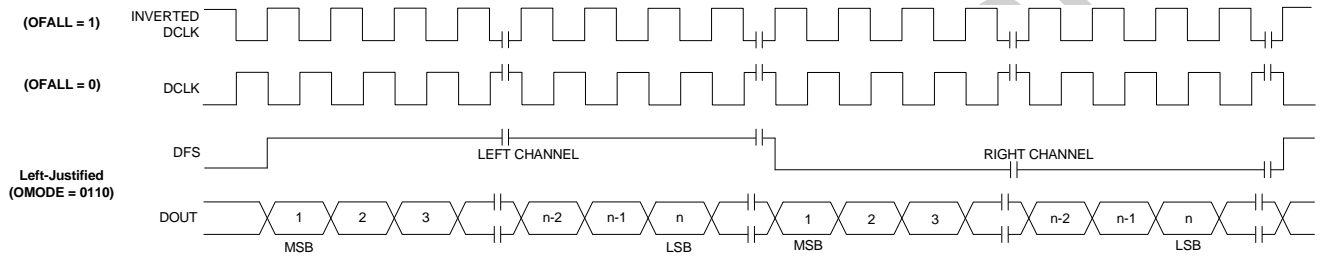 (OFALL = 1)
INVERTED
DCLK
(OFALL = 0)
DCLK
DFS
LEFT CHANNEL
RIGHT CHANNEL
Left-Justified
(OMODE = 0110)
DOUT
1 2 3 n-2 n-1 n 1 2 3 n-2 n-1 n
MSB LSB MSB LSB